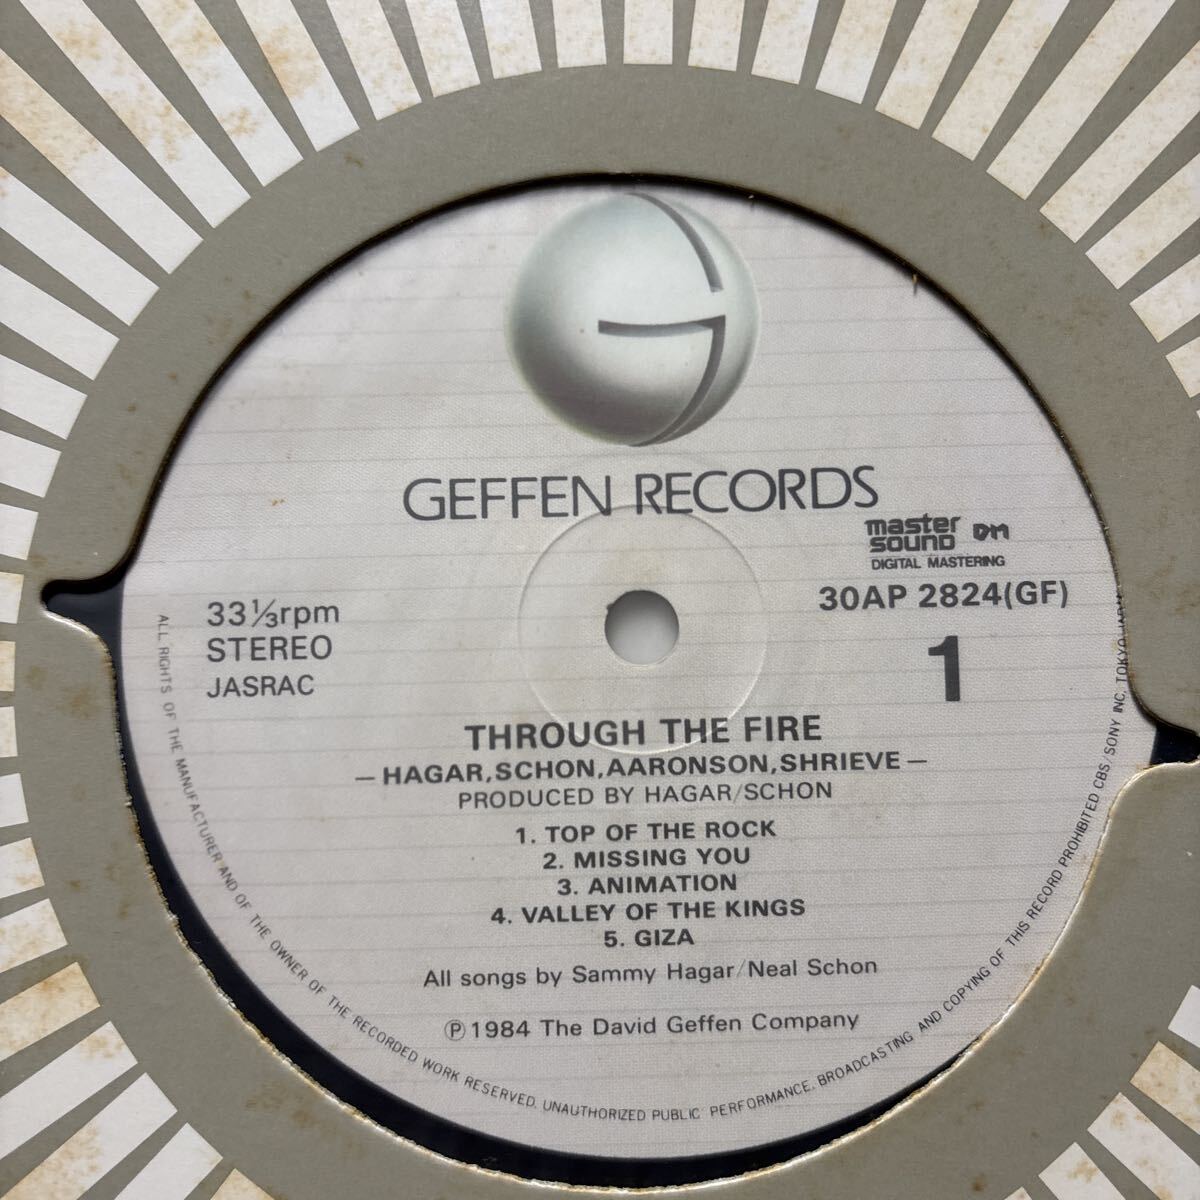 GEFFEN RECORDS
master sound DM
DIGITAL MASTERING
30AP 2824(GF)
33⅓rpm
STEREO
JASRAC
1
THROUGH THE FIRE
—HAGAR,SCHON,AARONSON,SHRIEVE—
PRODUCED BY HAGAR/SCHON
1. TOP OF THE ROCK
2. MISSING YOU
3. ANIMATION
4. VALLEY OF THE KINGS
5. GIZA
All songs by Sammy Hagar/Neal Schon
Ⓟ1984 The David Geffen Company
ALL RIGHTS OF THE MANUFACTURER AND OF THE OWNER OF THE RECORDED WORK RESERVED. UNAUTHORIZED PUBLIC PERFORMANCE, BROADCASTING AND COPYING OF THIS RECORD PROHIBITED CBS/SONY INC. TOKYO